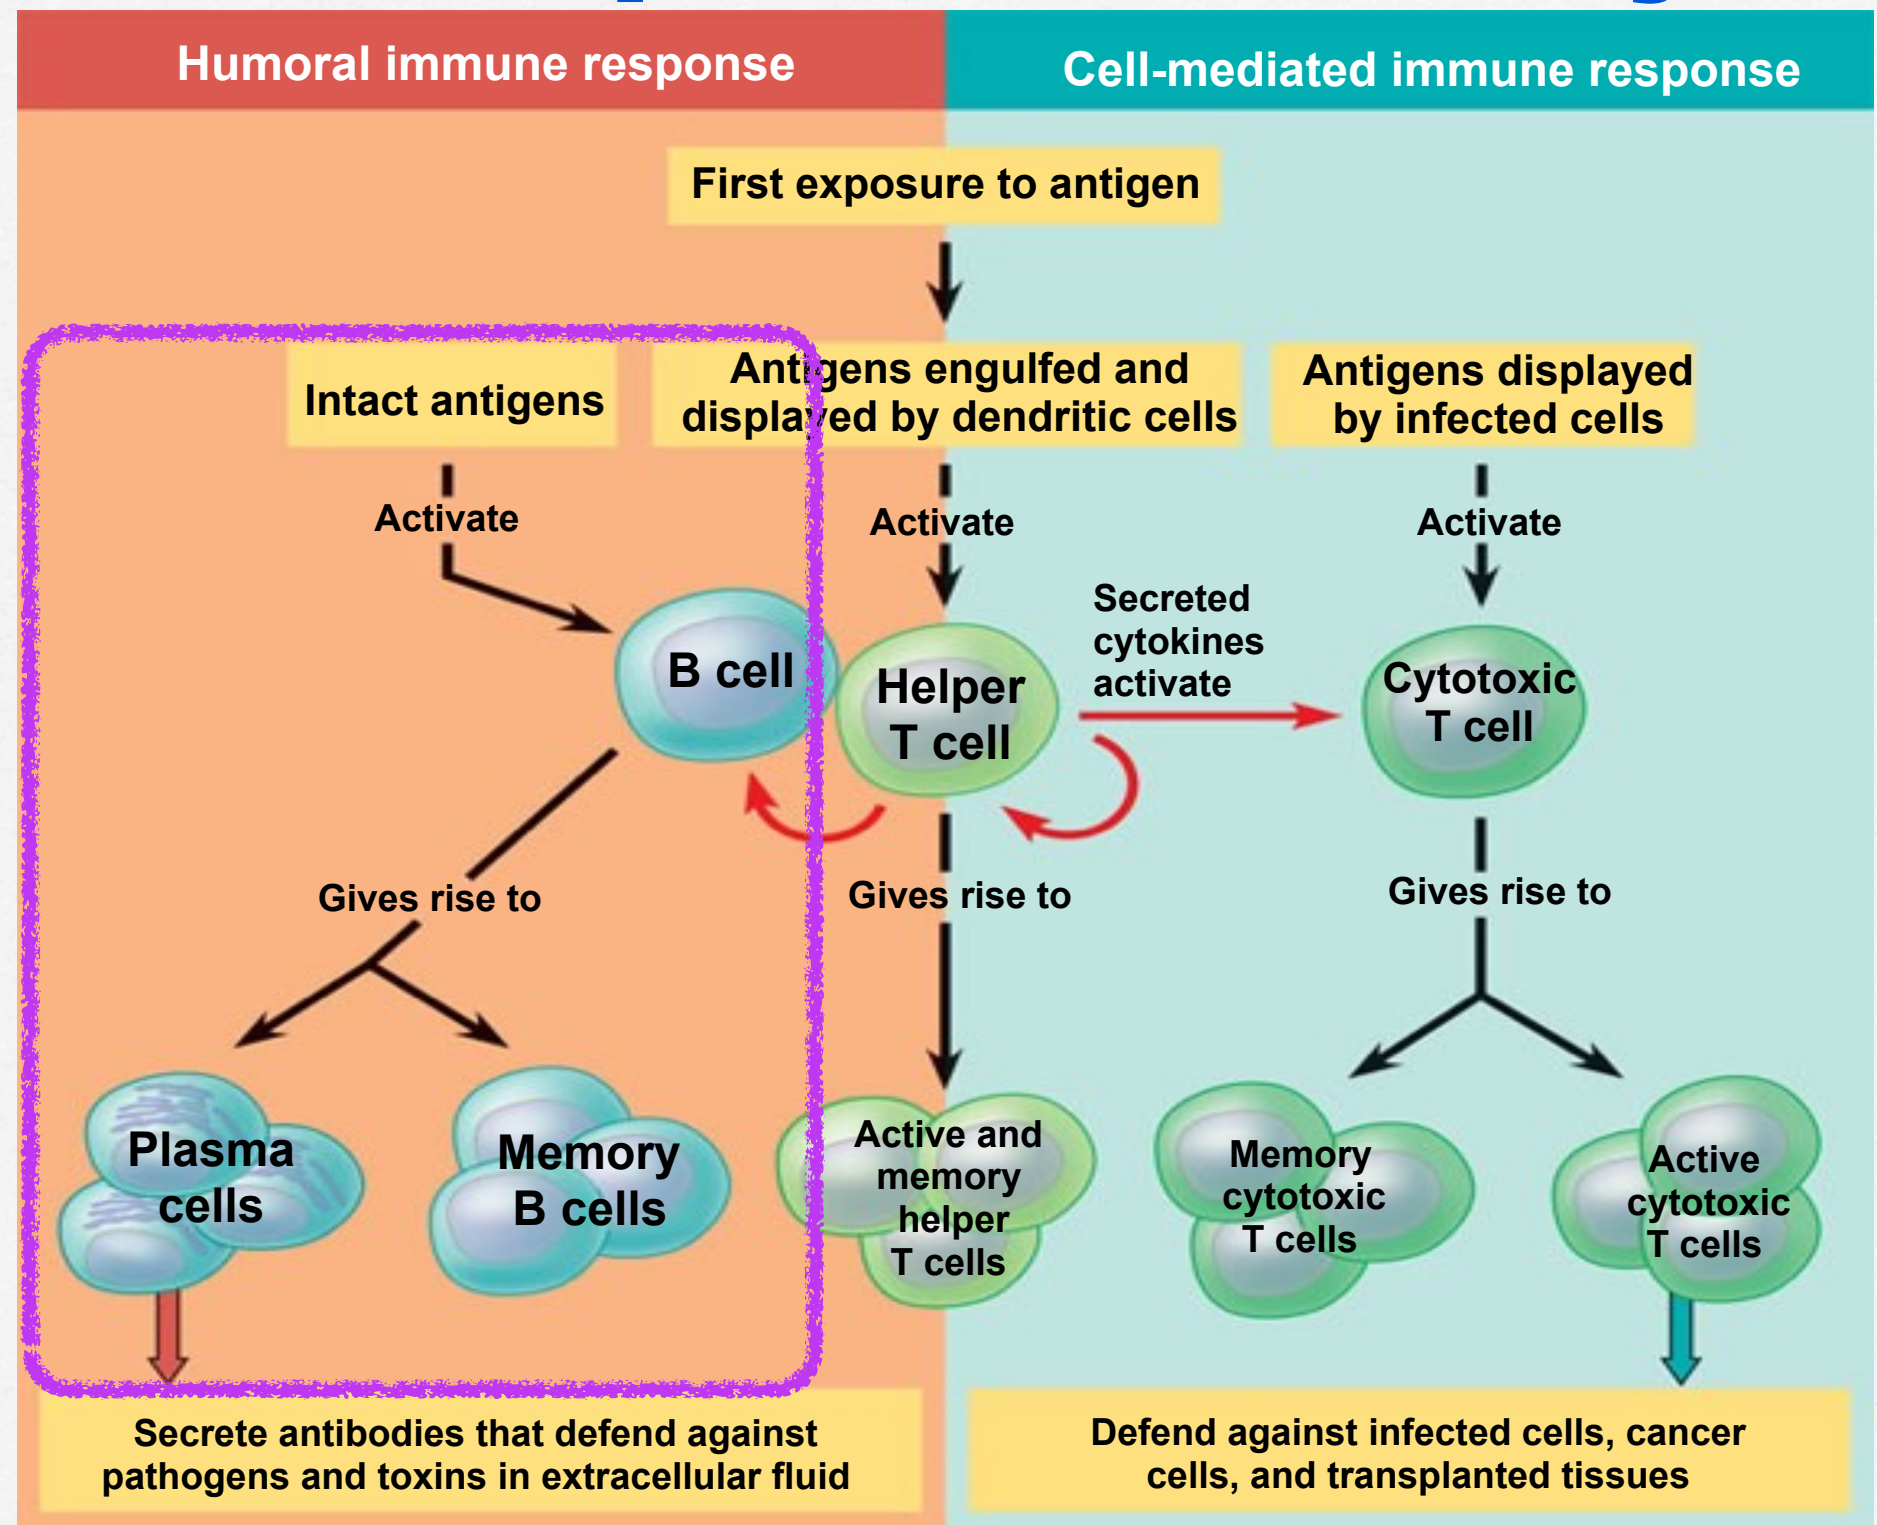 Humoral immune response
Cell-mediated immune response
First exposure to antigen
Intact antigens
Antigens engulfed and
displayed by dendritic cells
Antigens displayed
by infected cells
Activate
Activate
Activate
Secreted
cytokines
activate
B cell
Helper
T cell
Cytotoxic
T cell
Gives rise to
Gives rise to
Gives rise to
Plasma
cells
Memory
B cells
Active and
memory
helper
T cells
Memory
cytotoxic
T cells
Active
cytotoxic
T cells
Secrete antibodies that defend against
pathogens and toxins in extracellular fluid
Defend against infected cells, cancer
cells, and transplanted tissues